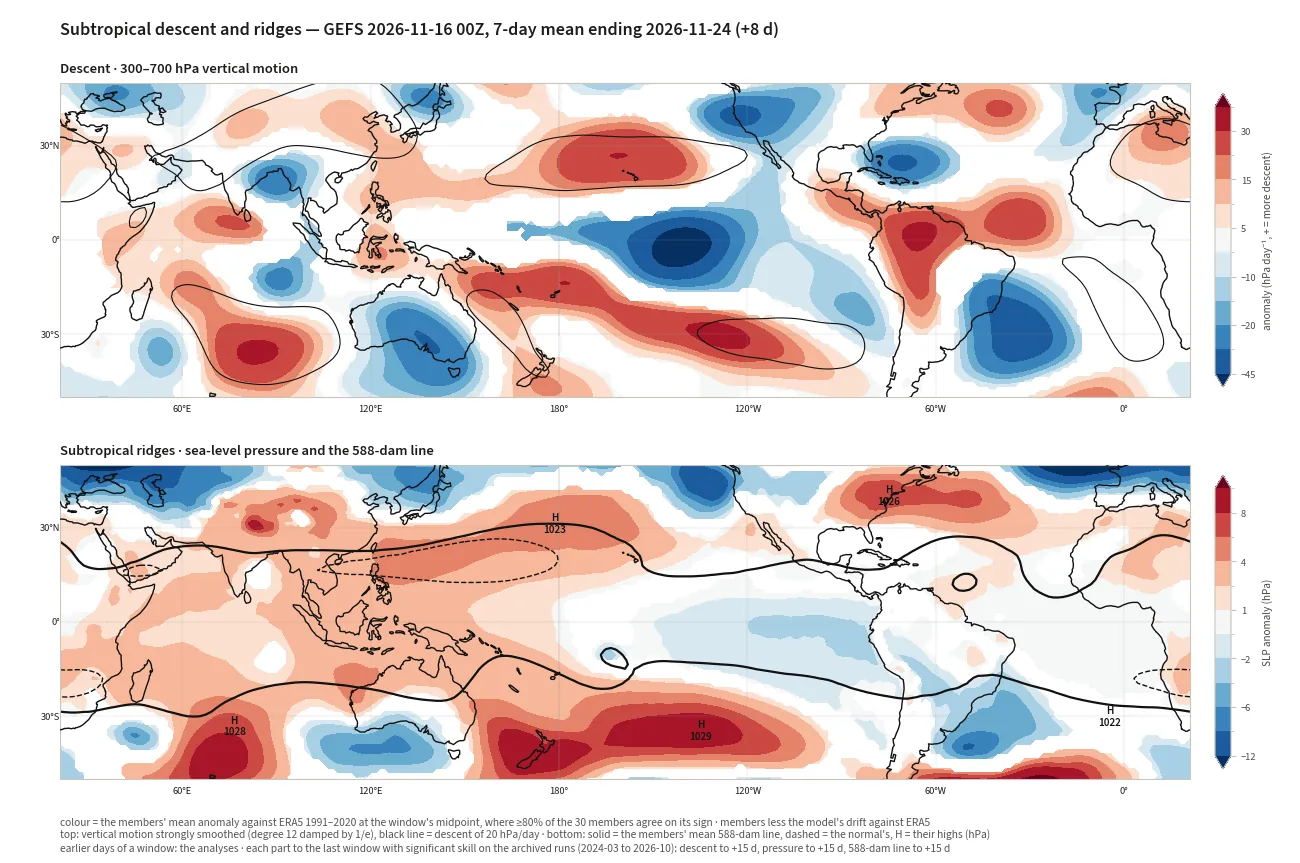 Subtropical descent and ridges — GEFS 2026-11-16 00Z, 7-day mean ending 2026-11-24 (+8 d)
Descent · 300–700 hPa vertical motion
30°N
0°
30°S
60°E
120°E
180°
120°W
60°W
0°
30
15
5
−10
−20
−45
anomaly (hPa day⁻¹, + = more descent)
Subtropical ridges · sea-level pressure and the 588-dam line
H
1026
H
1023
H
1028
H
1029
H
1022
30°N
0°
30°S
60°E
120°E
180°
120°W
60°W
0°
8
4
1
−2
−6
−12
SLP anomaly (hPa)
colour = the members' mean anomaly against ERA5 1991–2020 at the window's midpoint, where ≥80% of the 30 members agree on its sign · members less the model's drift against ERA5
top: vertical motion strongly smoothed (degree 12 damped by 1/e), black line = descent of 20 hPa/day · bottom: solid = the members' mean 588-dam line, dashed = the normal's, H = their highs (hPa)
earlier days of a window: the analyses · each part to the last window with significant skill on the archived runs (2024-03 to 2026-10): descent to +15 d, pressure to +15 d, 588-dam line to +15 d